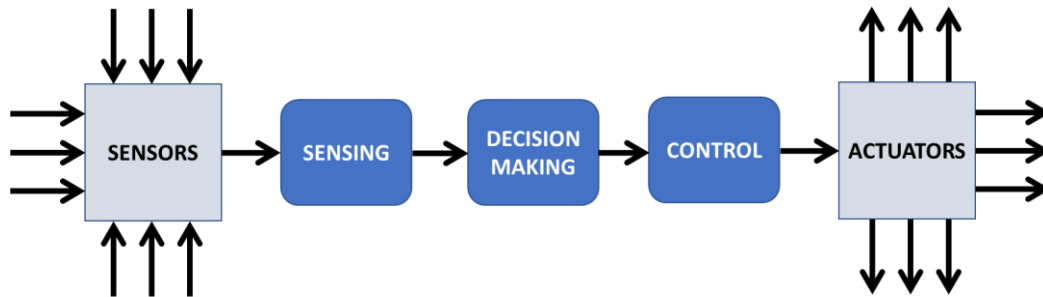 SENSORS
SENSING
DECISION
MAKING
CONTROL
ACTUATORS